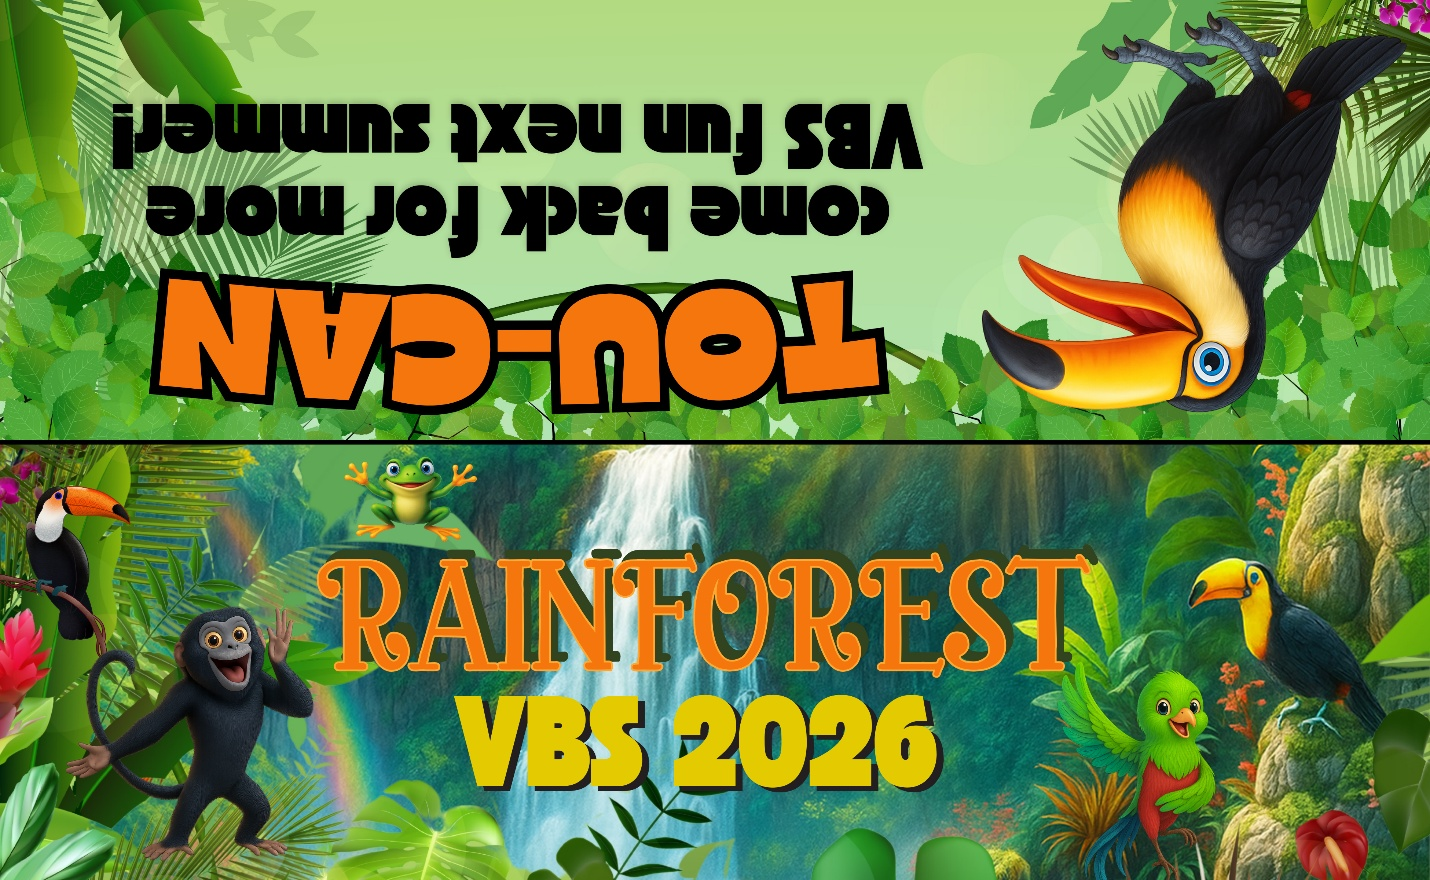 TOU-CAN
come back for more
VBS fun next summer!
RAINFOREST
VBS 2026